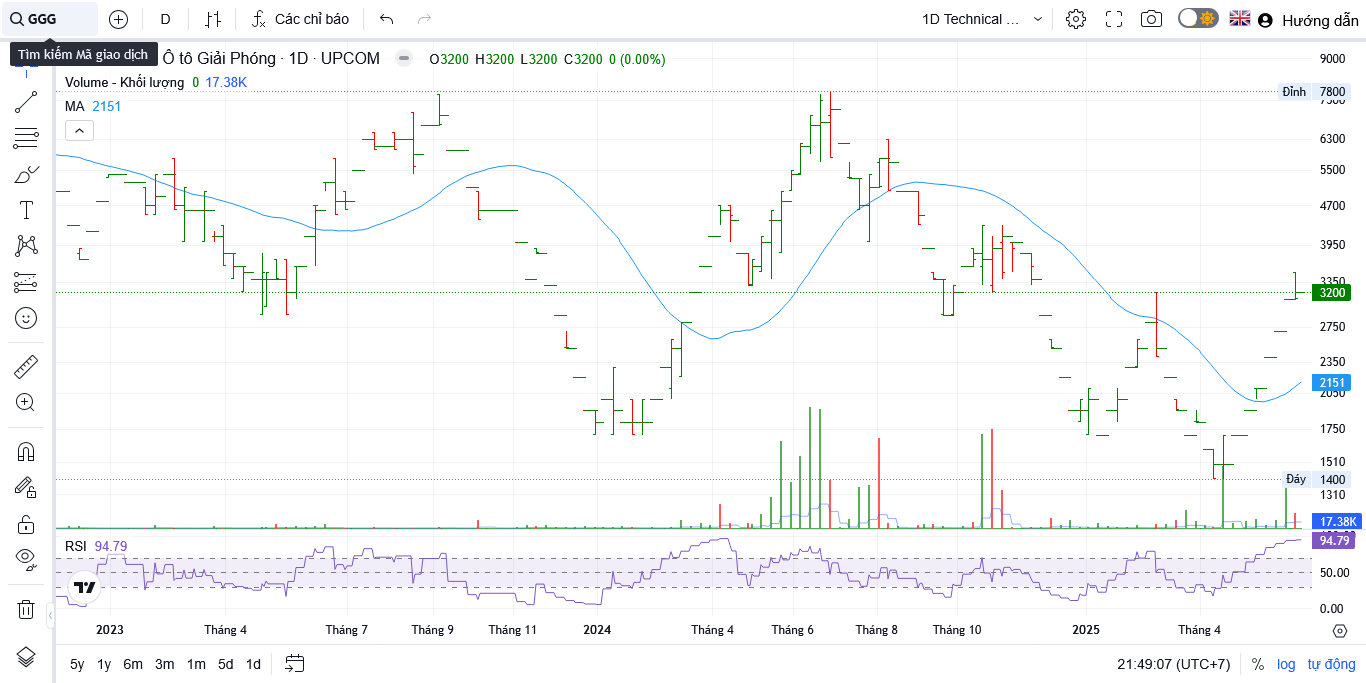 GGG D Các chỉ báo 1D Technical ... Hướng dẫn
Tìm kiếm Mã giao dịch Ô tô Giải Phóng · 1D · UPCOM O3200 H3200 L3200 C3200 0 (0.00%)
Volume - Khối lượng 0 17.38K
MA 2151
9000
Đỉnh 7800
6300
5500
4700
3950
3350
3200
2750
2350
2151
2050
1750
1510
Đáy 1400
1310
17.38K
RSI 94.79
94.79
50.00
0.00
2023 Tháng 4 Tháng 7 Tháng 9 Tháng 11 2024 Tháng 4 Tháng 6 Tháng 8 Tháng 10 2025 Tháng 4
5y 1y 6m 3m 1m 5d 1d 21:49:07 (UTC+7) % log tự động